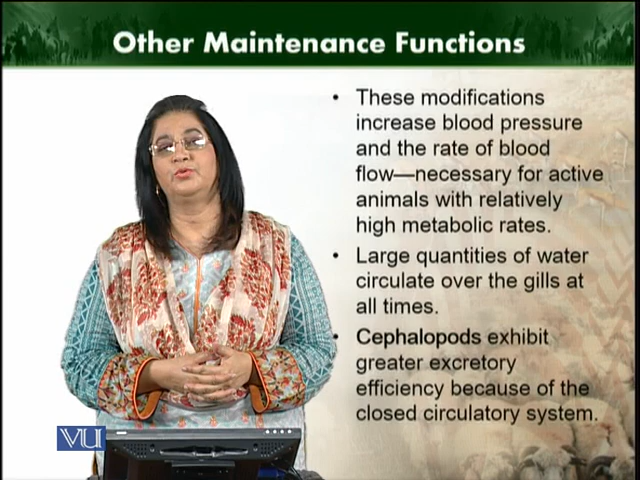 Other Maintenance Functions
• These modifications
increase blood pressure
and the rate of blood
flow—necessary for active
animals with relatively
high metabolic rates.
• Large quantities of water
circulate over the gills at
all times.
• Cephalopods exhibit
greater excretory
efficiency because of the
closed circulatory system.
VU